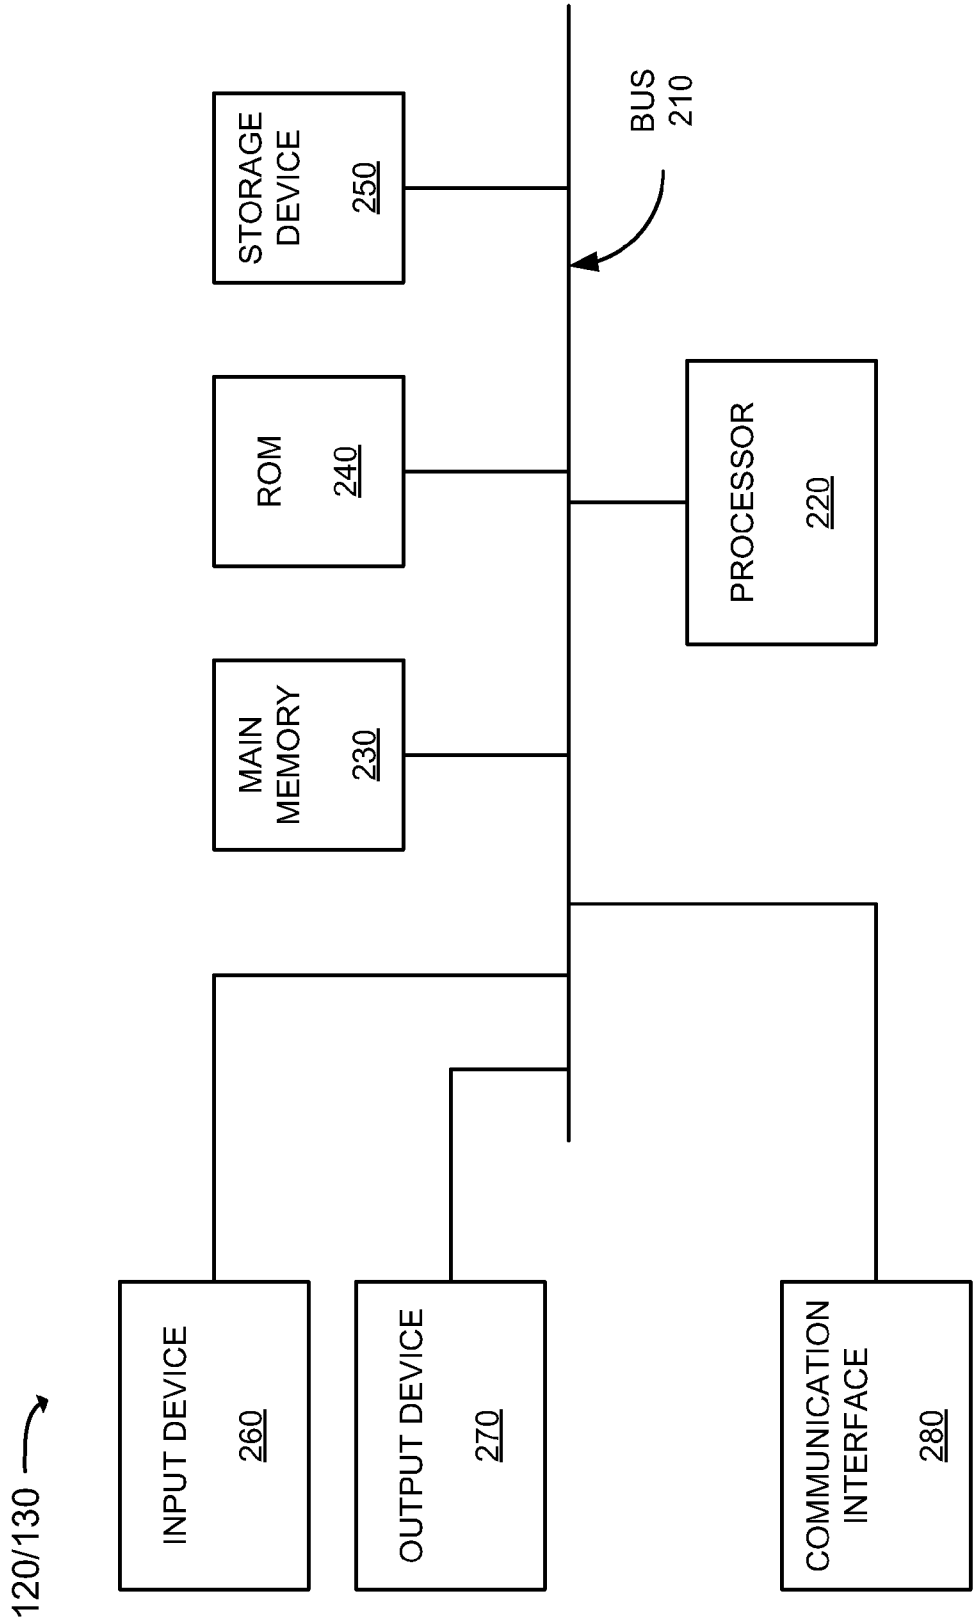 120/130
INPUT DEVICE
260
OUTPUT DEVICE
270
COMMUNICATION
INTERFACE
280
MAIN
MEMORY
230
ROM
240
STORAGE
DEVICE
250
PROCESSOR
220
BUS
210